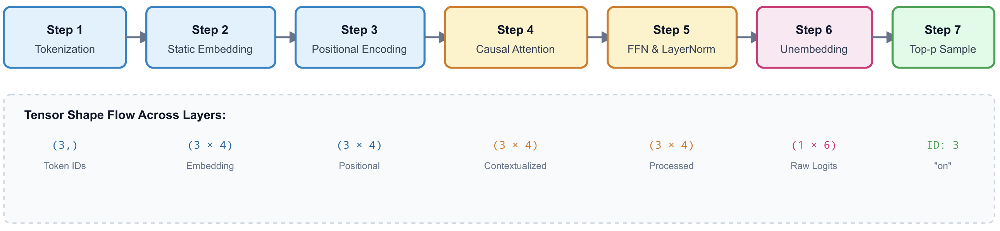 Step 1
Tokenization
Step 2
Static Embedding
Step 3
Positional Encoding
Step 4
Causal Attention
Step 5
FFN & LayerNorm
Step 6
Unembedding
Step 7
Top-p Sample
Tensor Shape Flow Across Layers:
(3,)
Token IDs
(3 × 4)
Embedding
(3 × 4)
Positional
(3 × 4)
Contextualized
(3 × 4)
Processed
(1 × 6)
Raw Logits
ID: 3
"on"